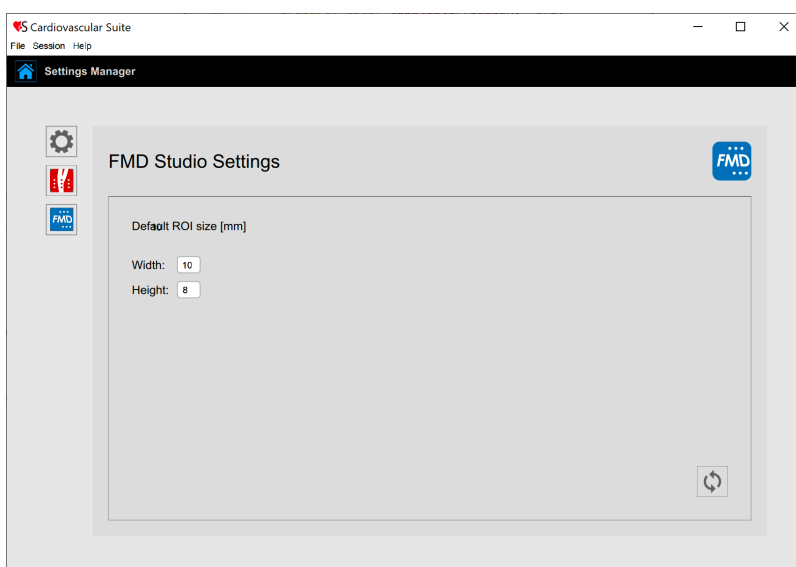 S Cardiovascular Suite
File Session Help
Settings Manager
FMD Studio Settings
FMD
FMD
Default ROI size [mm]
Width: 10
Height: 8